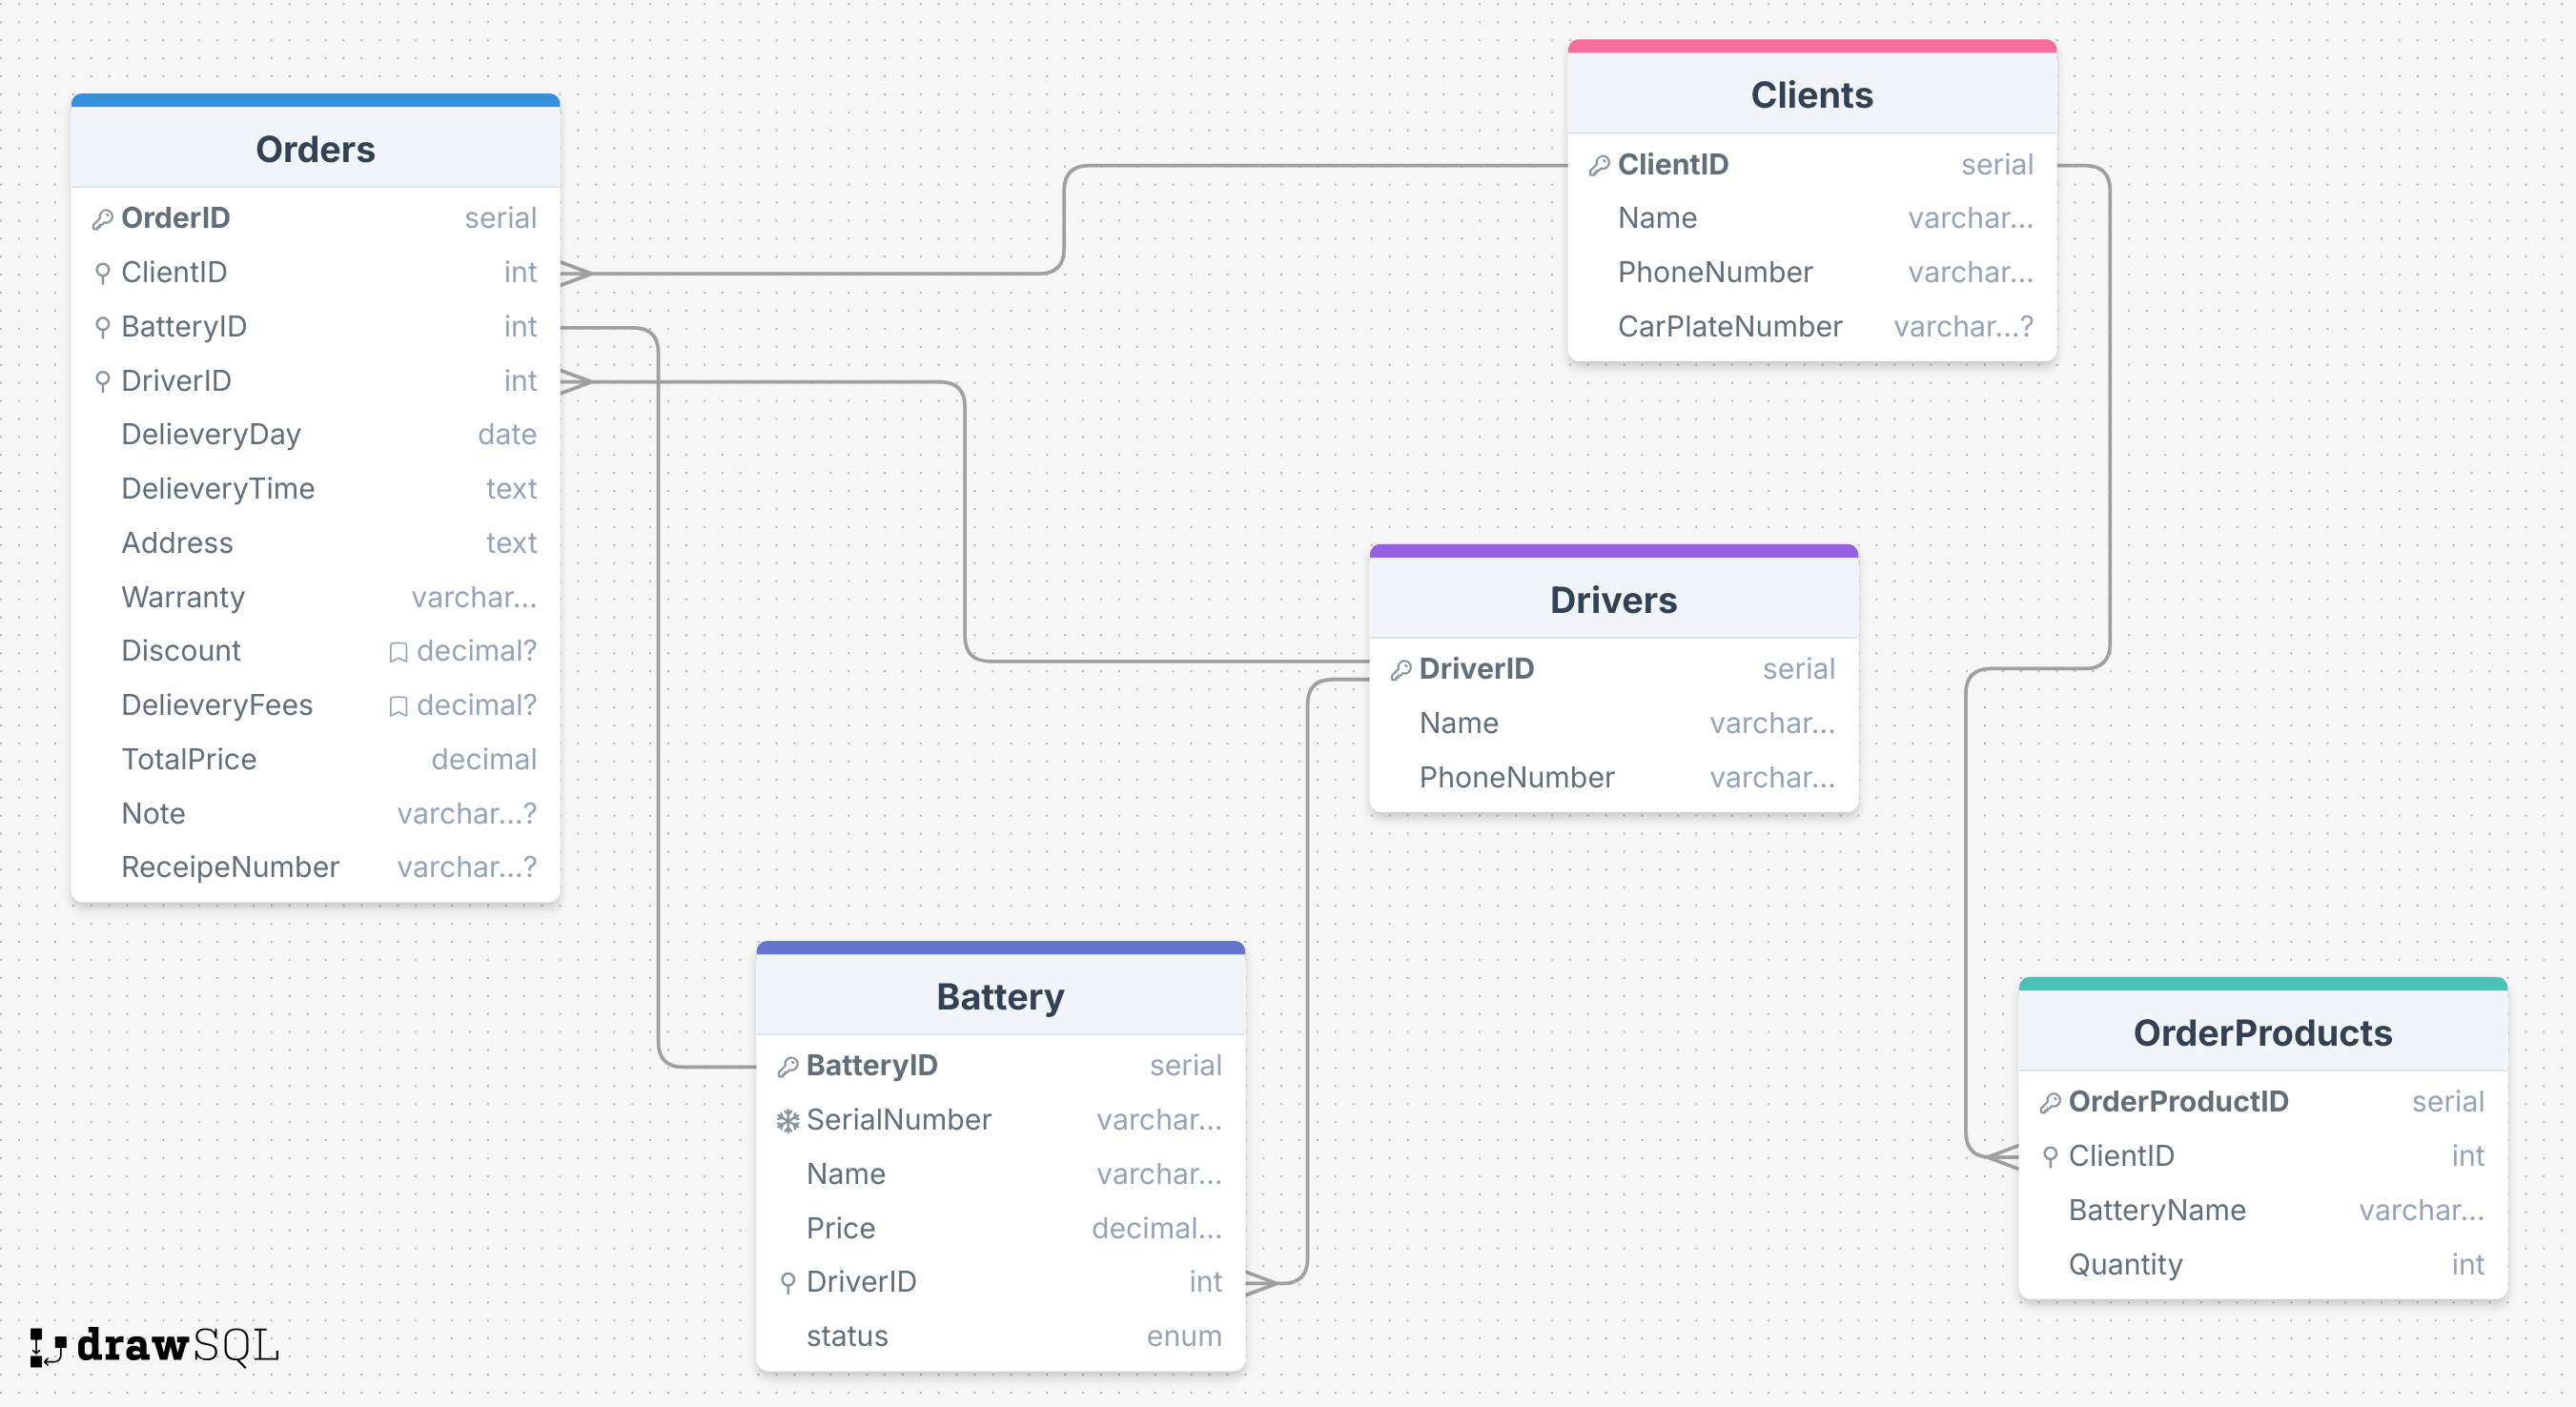 Orders
OrderID serial
ClientID int
BatteryID int
DriverID int
DelieveryDay date
DelieveryTime text
Address text
Warranty varchar...
Discount decimal?
DelieveryFees decimal?
TotalPrice decimal
Note varchar...?
ReceipeNumber varchar...?
Clients
ClientID serial
Name varchar...
PhoneNumber varchar...
CarPlateNumber varchar...?
Drivers
DriverID serial
Name varchar...
PhoneNumber varchar...
Battery
BatteryID serial
SerialNumber varchar...
Name varchar...
Price decimal...
DriverID int
status enum
OrderProducts
OrderProductID serial
ClientID int
BatteryName varchar...
Quantity int
drawSQL